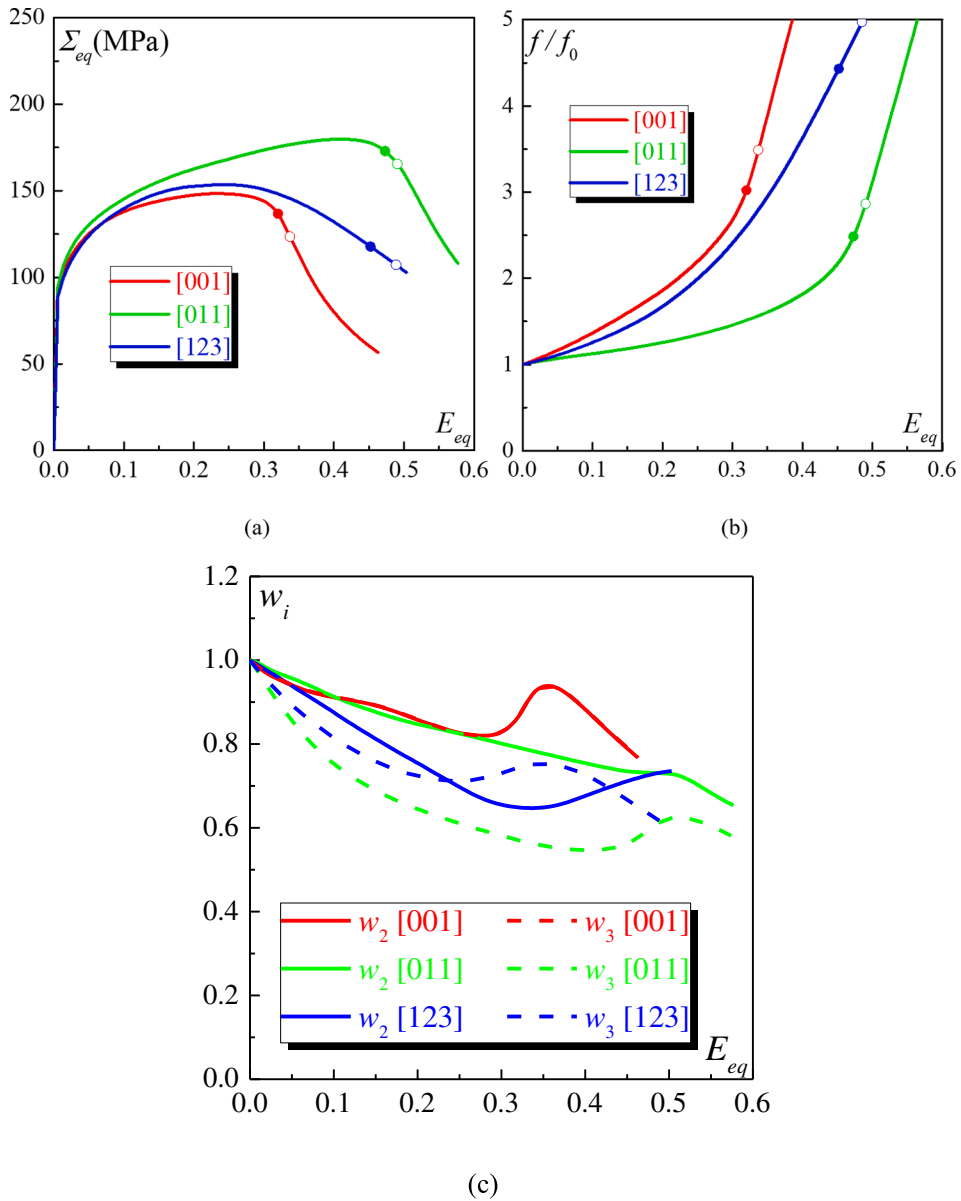 250
Σeq(MPa)
200
150
100
50
0
[001]
[011]
[123]
Eeq
0.0 0.1 0.2 0.3 0.4 0.5 0.6
(a)
5
f/f0
4
3
2
1
0
[001]
[011]
[123]
Eeq
0.0 0.1 0.2 0.3 0.4 0.5 0.6
(b)
1.2
wi
1.0
0.8
0.6
0.4
0.2
0.0
w2 [001] w3 [001]
w2 [011] w3 [011]
w2 [123] w3 [123]
Eeq
0.0 0.1 0.2 0.3 0.4 0.5 0.6
(c)